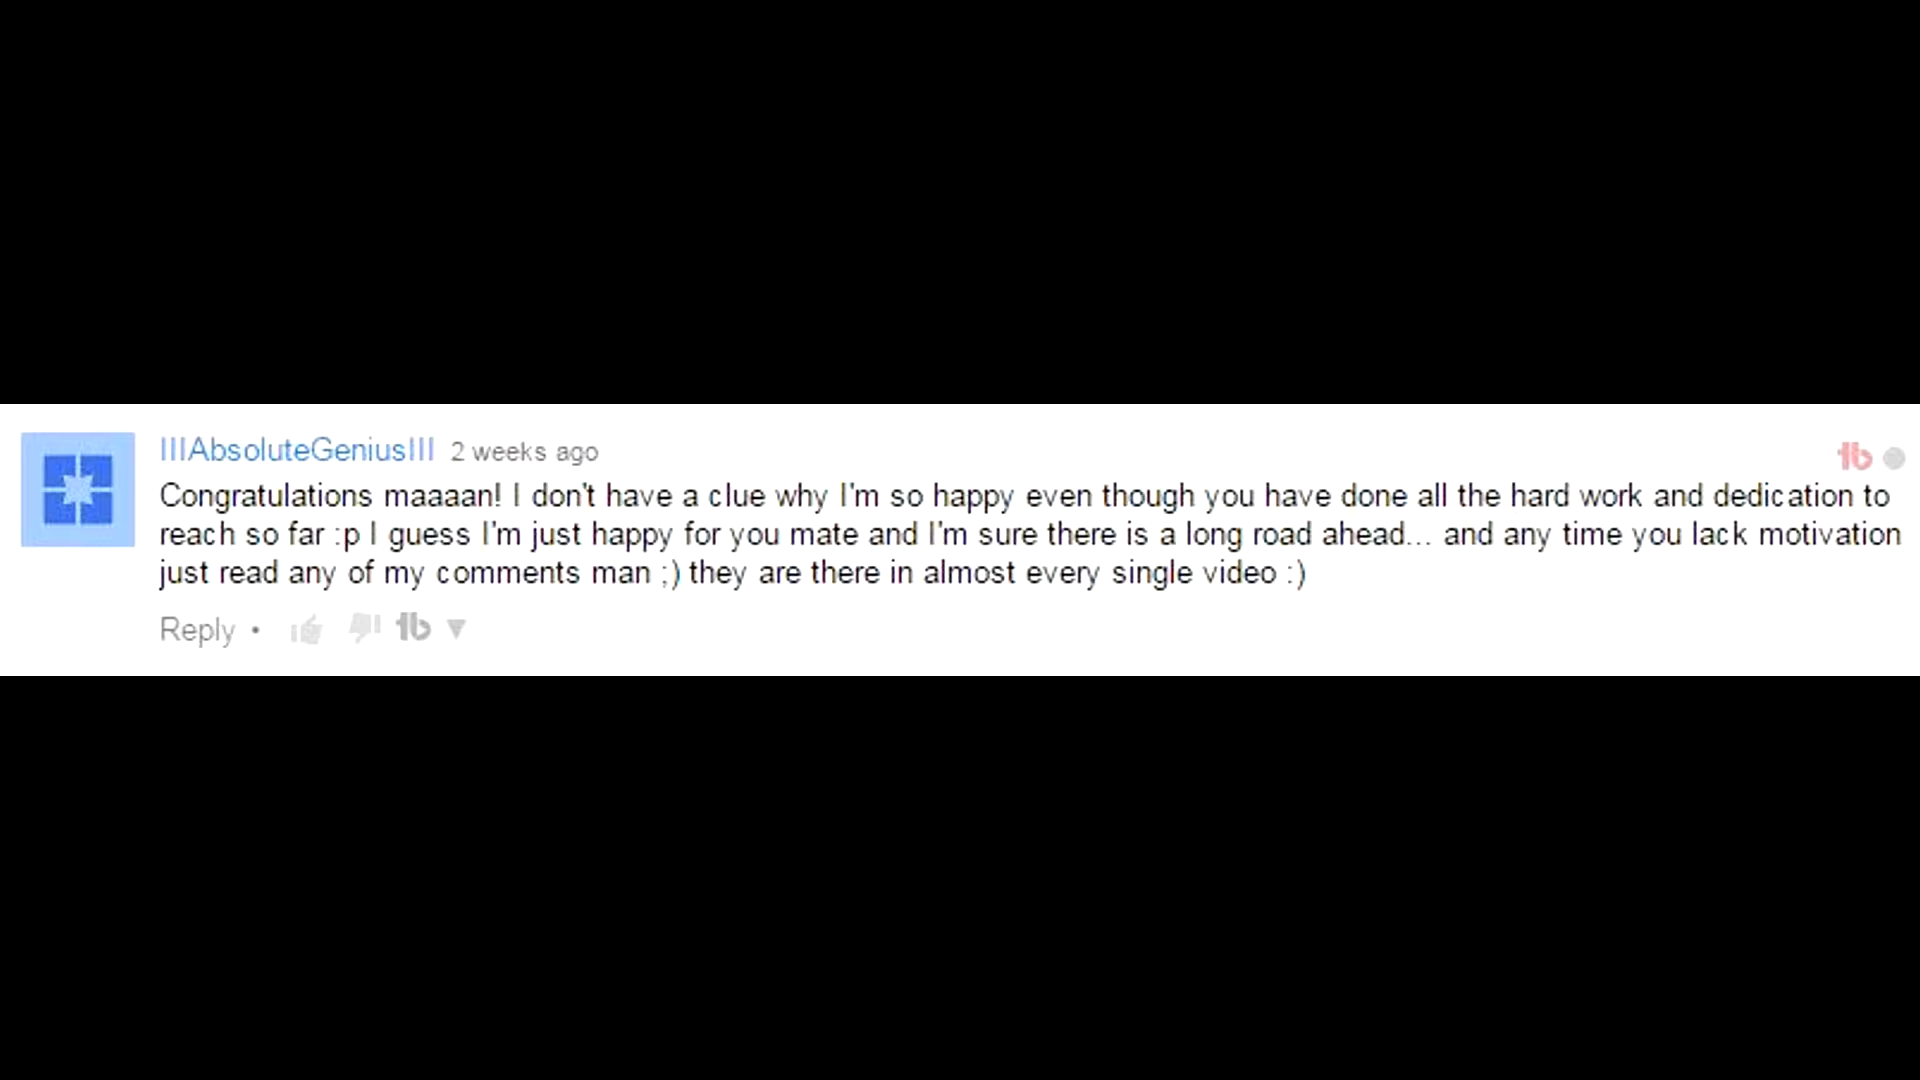 IIIAbsoluteGeniusIII 2 weeks ago
Congratulations maaaan! I don't have a clue why I'm so happy even though you have done all the hard work and dedication to
reach so far :p I guess I'm just happy for you mate and I'm sure there is a long road ahead... and any time you lack motivation
just read any of my comments man ;) they are there in almost every single video :)
Reply • tb
tb